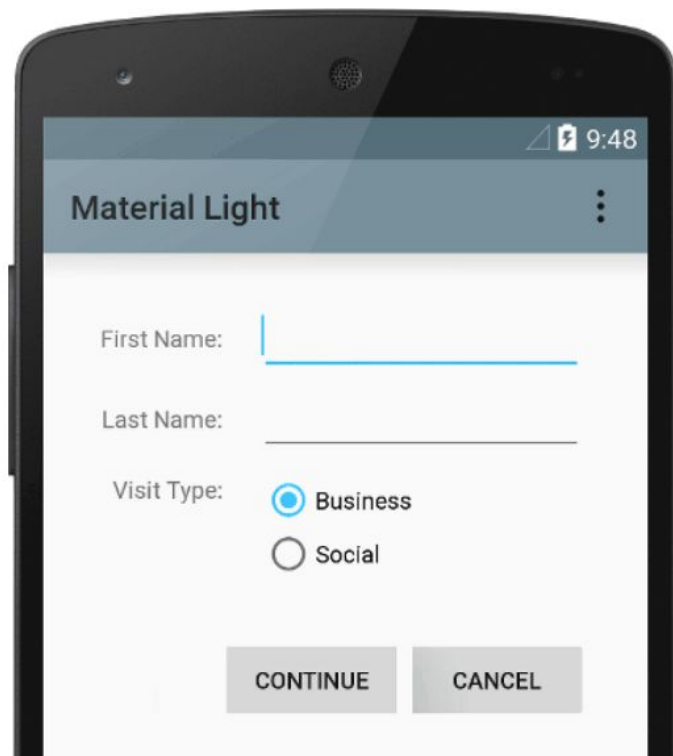 9:48
Material Light
First Name:
Last Name:
Visit Type:
Business
Social
CONTINUE CANCEL